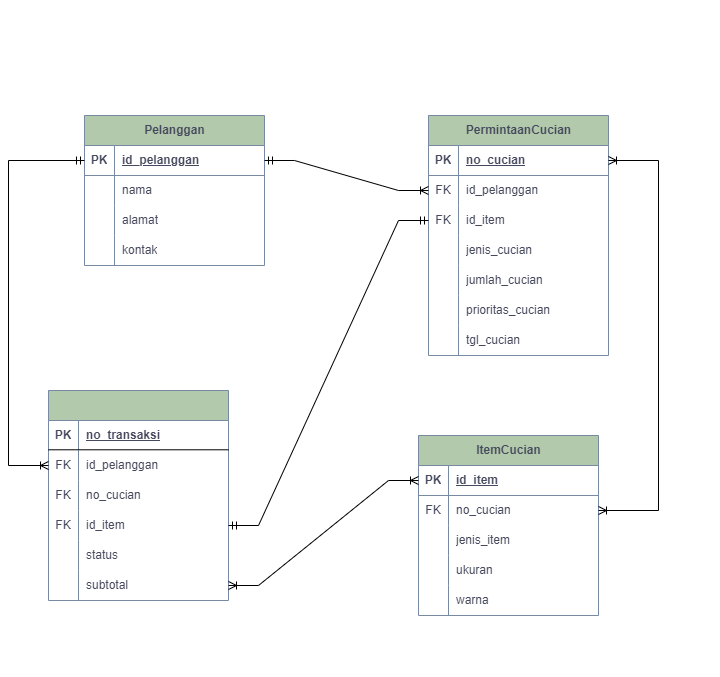 Pelanggan
PK id_pelanggan
nama
alamat
kontak
PermintaanCucian
PK no_cucian
FK id_pelanggan
FK id_item
jenis_cucian
jumlah_cucian
prioritas_cucian
tgl_cucian
PK no_transaksi
FK id_pelanggan
FK no_cucian
FK id_item
status
subtotal
ItemCucian
PK id_item
FK no_cucian
jenis_item
ukuran
warna